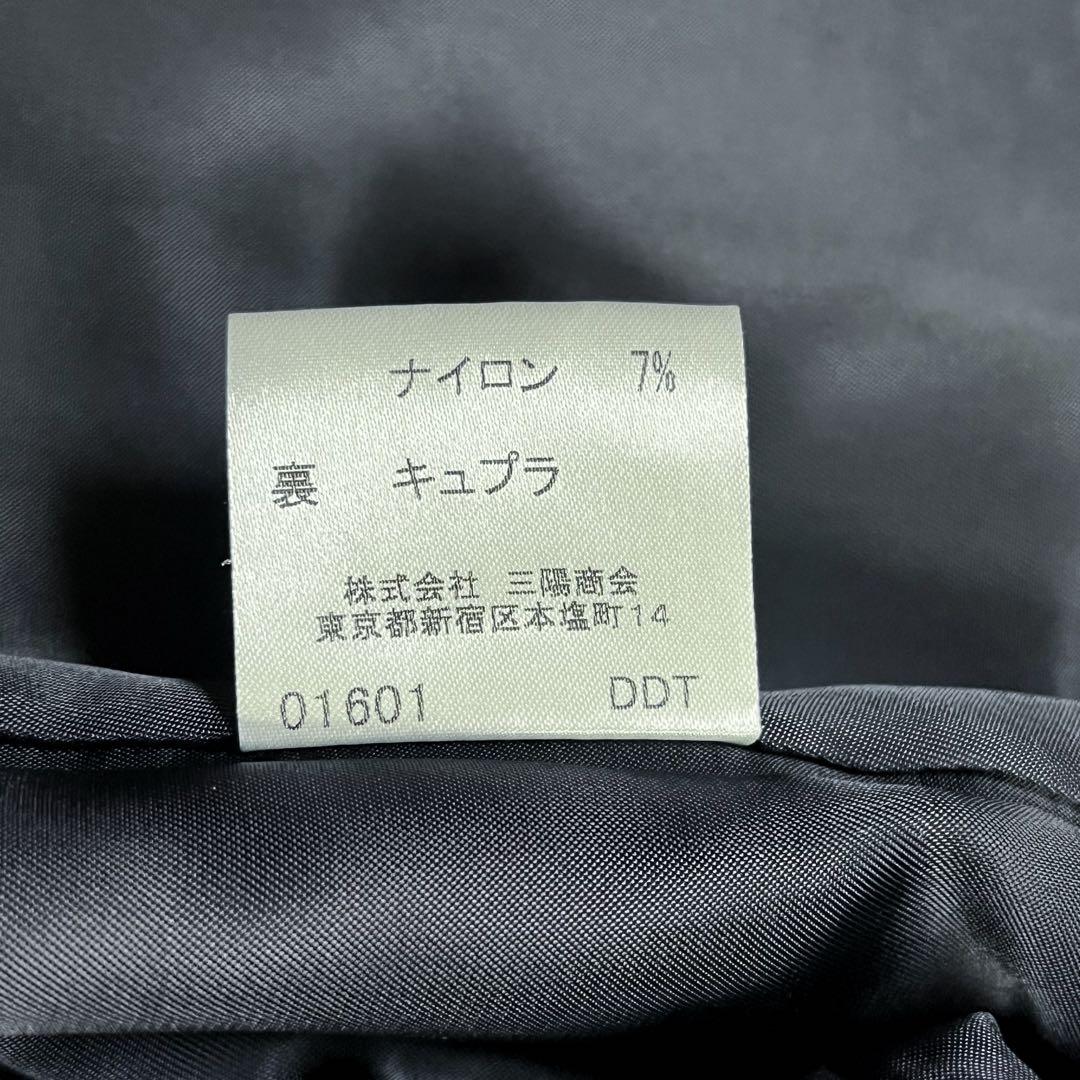 ナイロン 7%
裏 キュプラ
株式会社 三陽商会
東京都新宿区本塩町14
01601 DDT